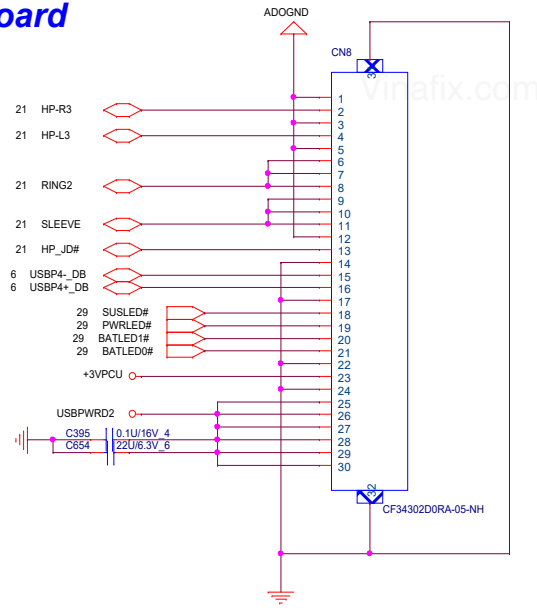 oard
ADOGND
CN8
31
Vinafix.com
1
21 HP-R3 2
3
21 HP-L3 4
5
6
7
21 RING2 8
9
10
21 SLEEVE 11
12
21 HP_JD# 13
14
6 USBP4-_DB 15
6 USBP4+_DB 16
17
29 SUSLED# 18
29 PWRLED# 19
29 BATLED1# 20
29 BATLED0# 21
22
+3VPCU 23
24
25
USBPWRD2 26
27
C395 0.1U/16V_4 28
C654 22U/6.3V_6 29
30
32
CF34302D0RA-05-NH